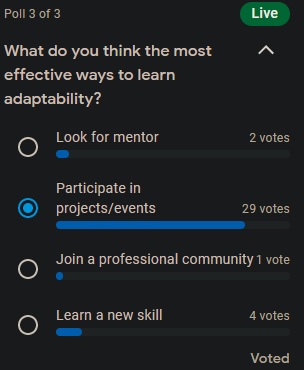 Poll 3 of 3
Live
What do you think the most
effective ways to learn
adaptability?
Look for mentor
2 votes
Participate in
projects/events
29 votes
Join a professional community
1 vote
Learn a new skill
4 votes
Voted